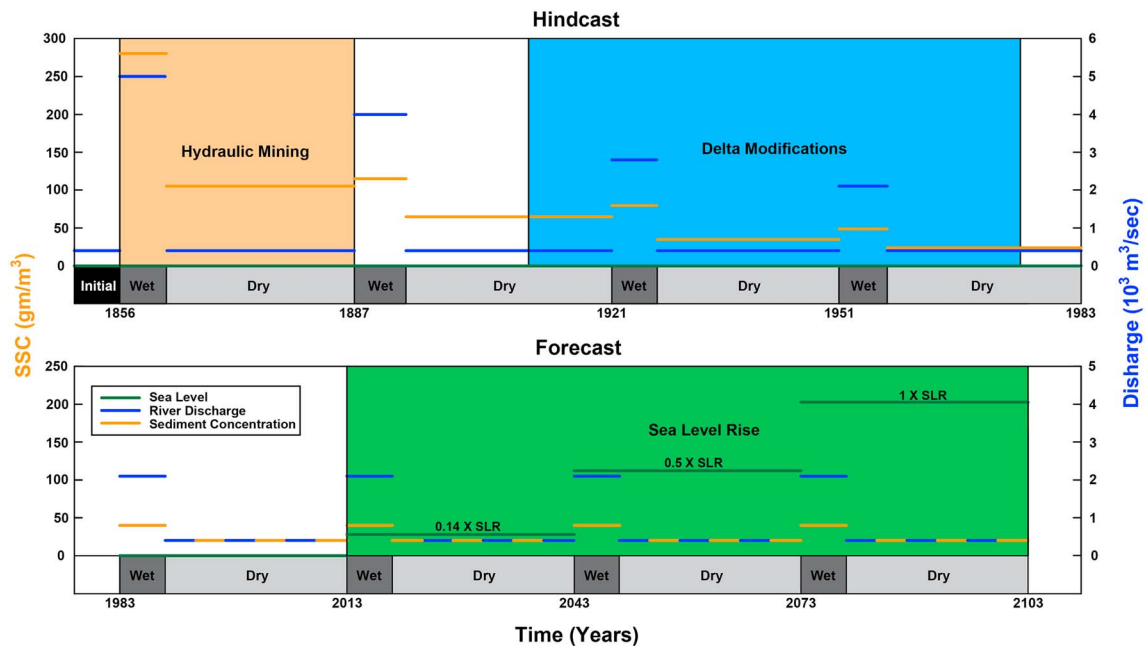 Hindcast
300
250
200
150
100
50
0
6
5
4
3
2
1
0
Hydraulic Mining
Delta Modifications
Initial Wet Dry Wet Dry Wet Dry Wet Dry
1856 1887 1921 1951 1983
SSC (gm/m³)
Disharge (10³ m³/sec)
Forecast
250
200
150
100
50
0
5
4
3
2
1
0
Sea Level
River Discharge
Sediment Concentration
1 X SLR
Sea Level Rise
0.5 X SLR
0.14 X SLR
Wet Dry Wet Dry Wet Dry Wet Dry
1983 2013 2043 2073 2103
Time (Years)